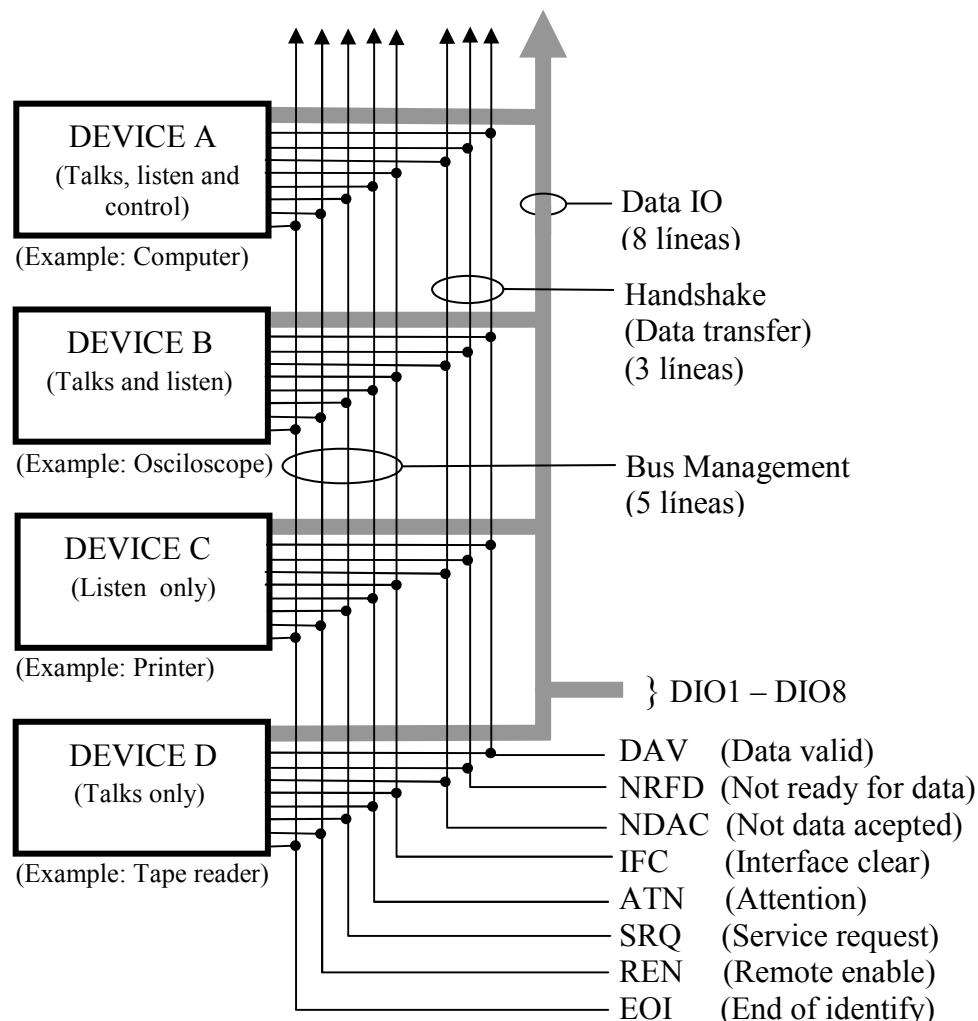 DEVICE A
(Talks, listen and
control)
(Example: Computer)
Data IO
(8 líneas)
Handshake
(Data transfer)
(3 líneas)
DEVICE B
(Talks and listen)
(Example: Osciloscope)
Bus Management
(5 líneas)
DEVICE C
(Listen only)
(Example: Printer)
} DIO1 – DIO8
DEVICE D
(Talks only)
(Example: Tape reader)
DAV (Data valid)
NRFD (Not ready for data)
NDAC (Not data acepted)
IFC (Interface clear)
ATN (Attention)
SRQ (Service request)
REN (Remote enable)
EOI (End of identify)